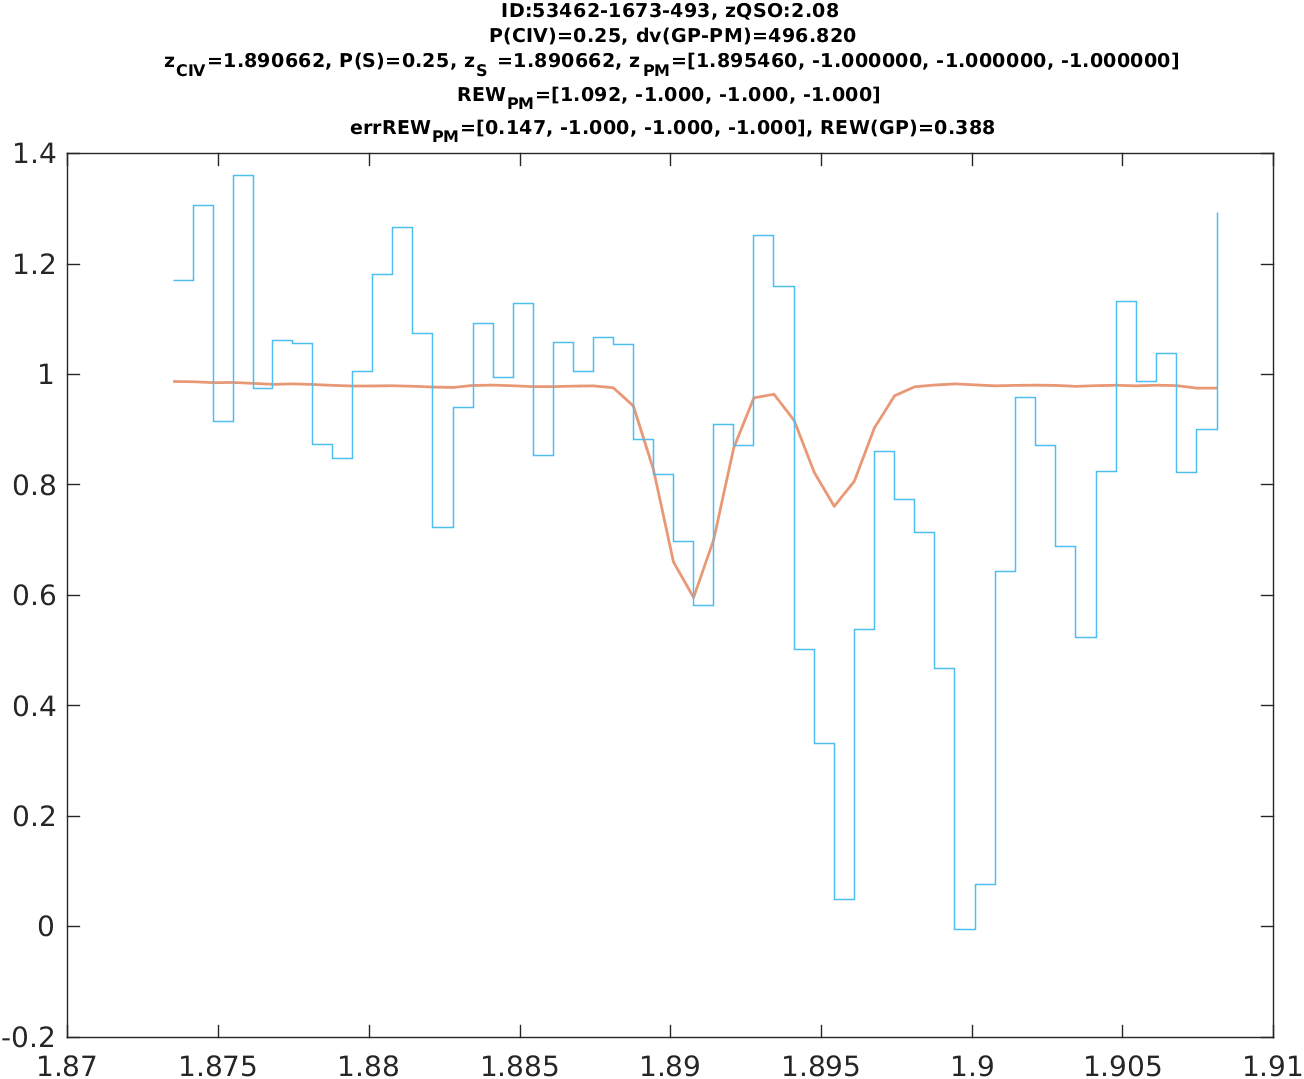 ID:53462-1673-493, zQSO:2.08
P(CIV)=0.25, dv(GP-PM)=496.820
zCIV=1.890662, P(S)=0.25, zS =1.890662, zPM=[1.895460, -1.000000, -1.000000, -1.000000]
REWPM=[1.092, -1.000, -1.000, -1.000]
errREWPM=[0.147, -1.000, -1.000, -1.000], REW(GP)=0.388
1.4
1.2
1
0.8
0.6
0.4
0.2
0
-0.2
1.87 1.875 1.88 1.885 1.89 1.895 1.9 1.905 1.91